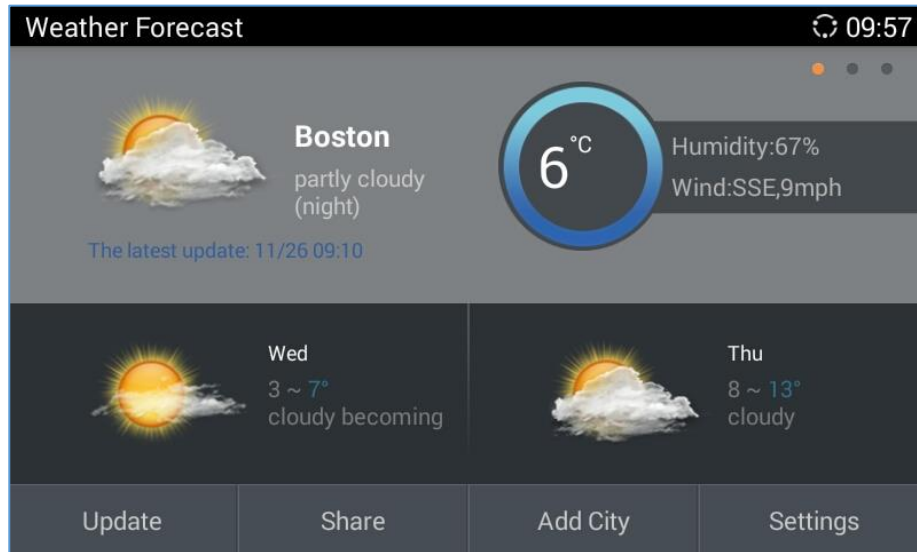 Weather Forecast 09:57
Boston
partly cloudy
(night)
The latest update: 11/26 09:10
6°C
Humidity:67%
Wind:SSE,9mph
Wed
3 ~ 7°
cloudy becoming
Thu
8 ~ 13°
cloudy
Update Share Add City Settings